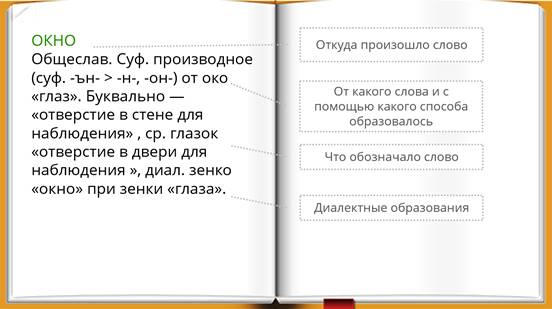 ОКНО
Общеслав. Суф. производное
(суф. -ън- > -н-, -он-) от око
«глаз». Буквально —
«отверстие в стене для
наблюдения» , ср. глазок
«отверстие в двери для
наблюдения », диал. зенко
«окно» при зенки «глаза».
Откуда произошло слово
От какого слова и с
помощью какого способа
образовалось
Что обозначало слово
Диалектные образования